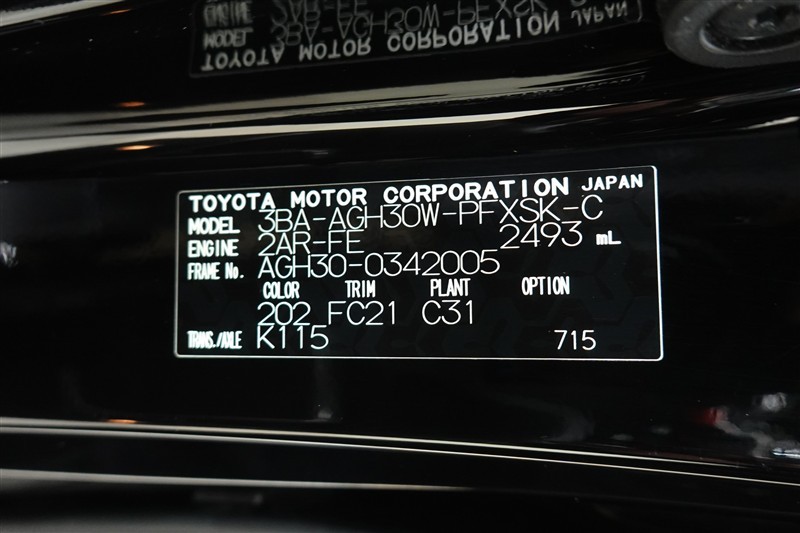 TOYOTA MOTOR CORPORATION JAPAN
MODEL 3BA-AGH30W-PFXSK-C
ENGINE 2AR-FE 2493 mL
FRAME No. AGH30-0342005
COLOR TRIM PLANT OPTION
202 FC21 C31
TRANS./AXLE K115 715